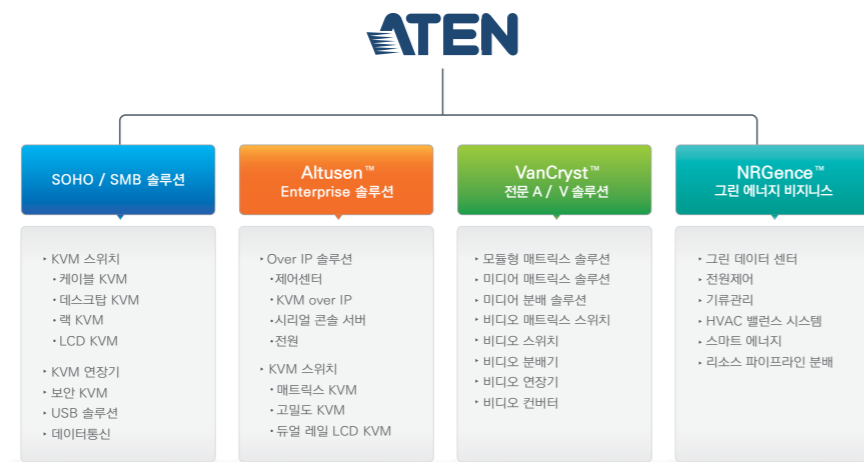 ATEN
SOHO / SMB 솔루션
‣ KVM 스위치
・케이블 KVM
・데스크탑 KVM
・랙 KVM
・LCD KVM
‣ KVM 연장기
‣ 보안 KVM
‣ USB 솔루션
‣ 데이터통신
Altusen™
Enterprise 솔루션
‣ Over IP 솔루션
・제어센터
・KVM over IP
・시리얼 콘솔 서버
・전원
‣ KVM 스위치
・매트릭스 KVM
・고밀도 KVM
・듀얼 레일 LCD KVM
VanCryst™
전문 A / V 솔루션
‣ 모듈형 매트릭스 솔루션
‣ 미디어 매트릭스 솔루션
‣ 미디어 분배 솔루션
‣ 비디오 매트릭스 스위치
‣ 비디오 스위치
‣ 비디오 분배기
‣ 비디오 연장기
‣ 비디오 컨버터
NRGence™
그린 에너지 비지니스
‣ 그린 데이터 센터
‣ 전원제어
‣ 기류관리
‣ HVAC 밸런스 시스템
‣ 스마트 에너지
‣ 리소스 파이프라인 분배